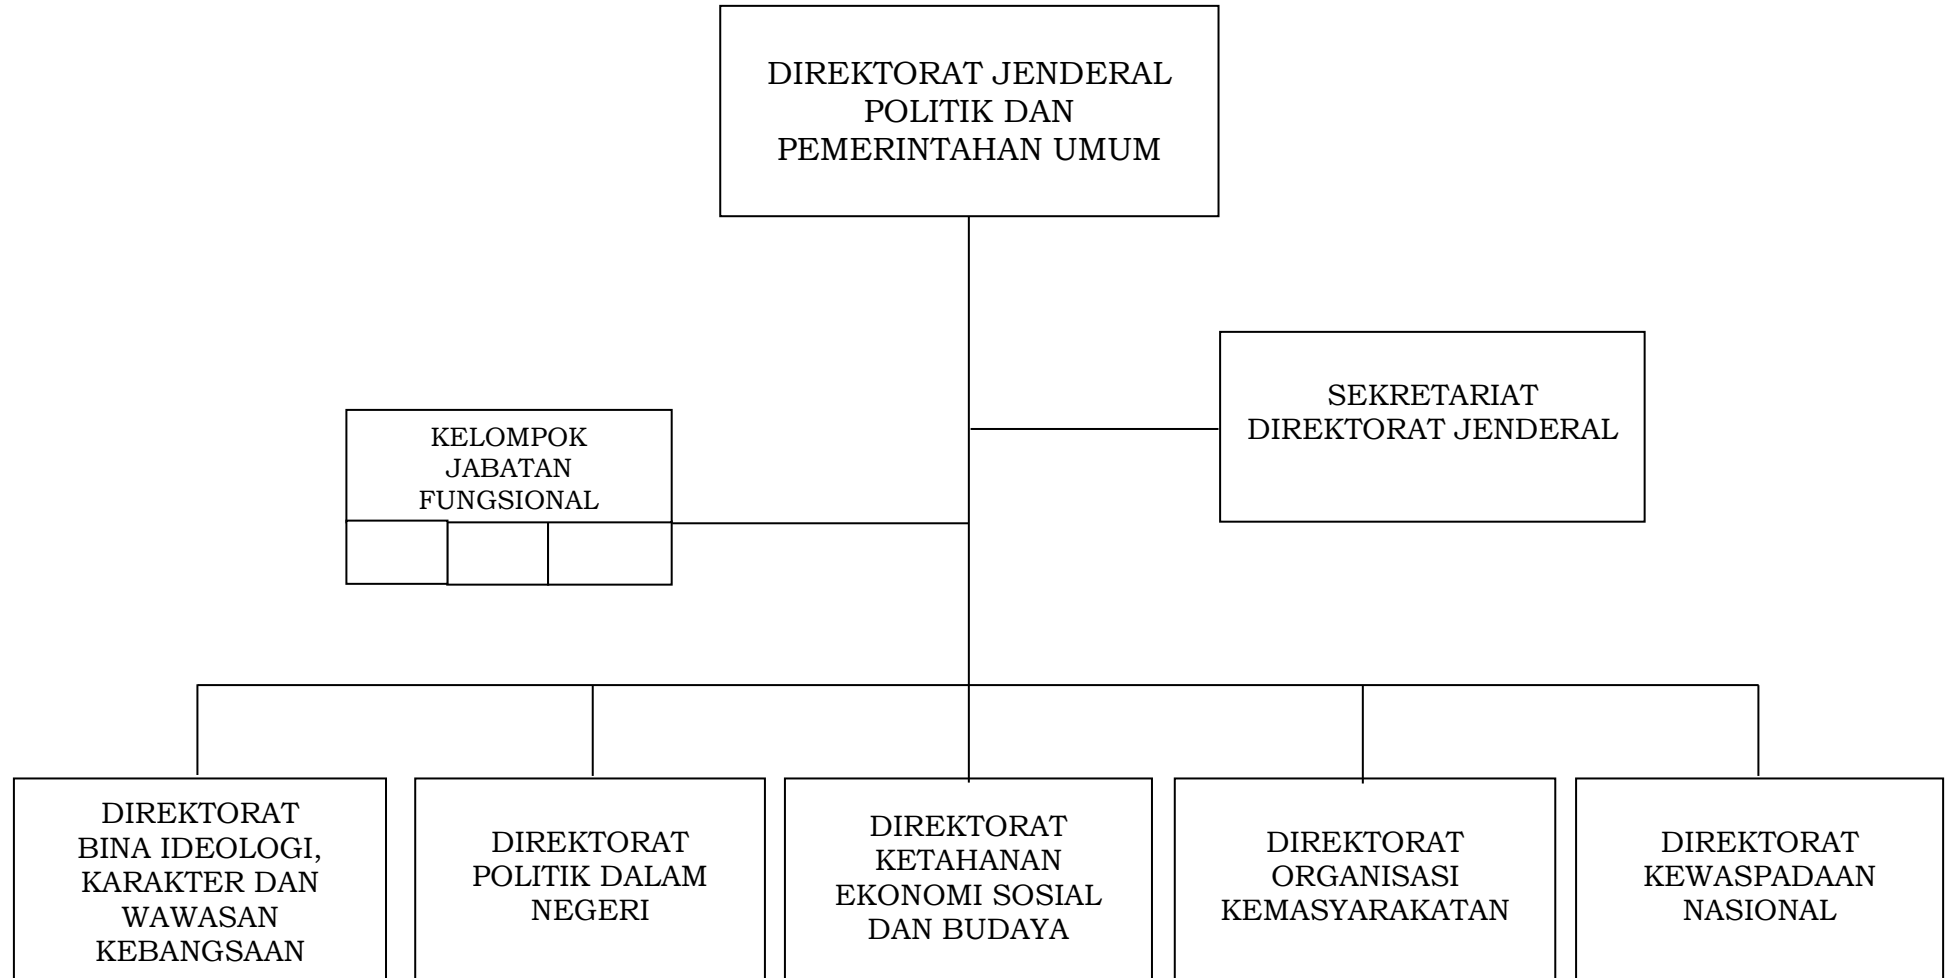 DIREKTORAT JENDERAL
POLITIK DAN
PEMERINTAHAN UMUM
SEKRETARIAT
DIREKTORAT JENDERAL
KELOMPOK
JABATAN
FUNGSIONAL
DIREKTORAT
BINA IDEOLOGI,
KARAKTER DAN
WAWASAN
KEBANGSAAN
DIREKTORAT
POLITIK DALAM
NEGERI
DIREKTORAT
KETAHANAN
EKONOMI SOSIAL
DAN BUDAYA
DIREKTORAT
ORGANISASI
KEMASYARAKATAN
DIREKTORAT
KEWASPADAAN
NASIONAL